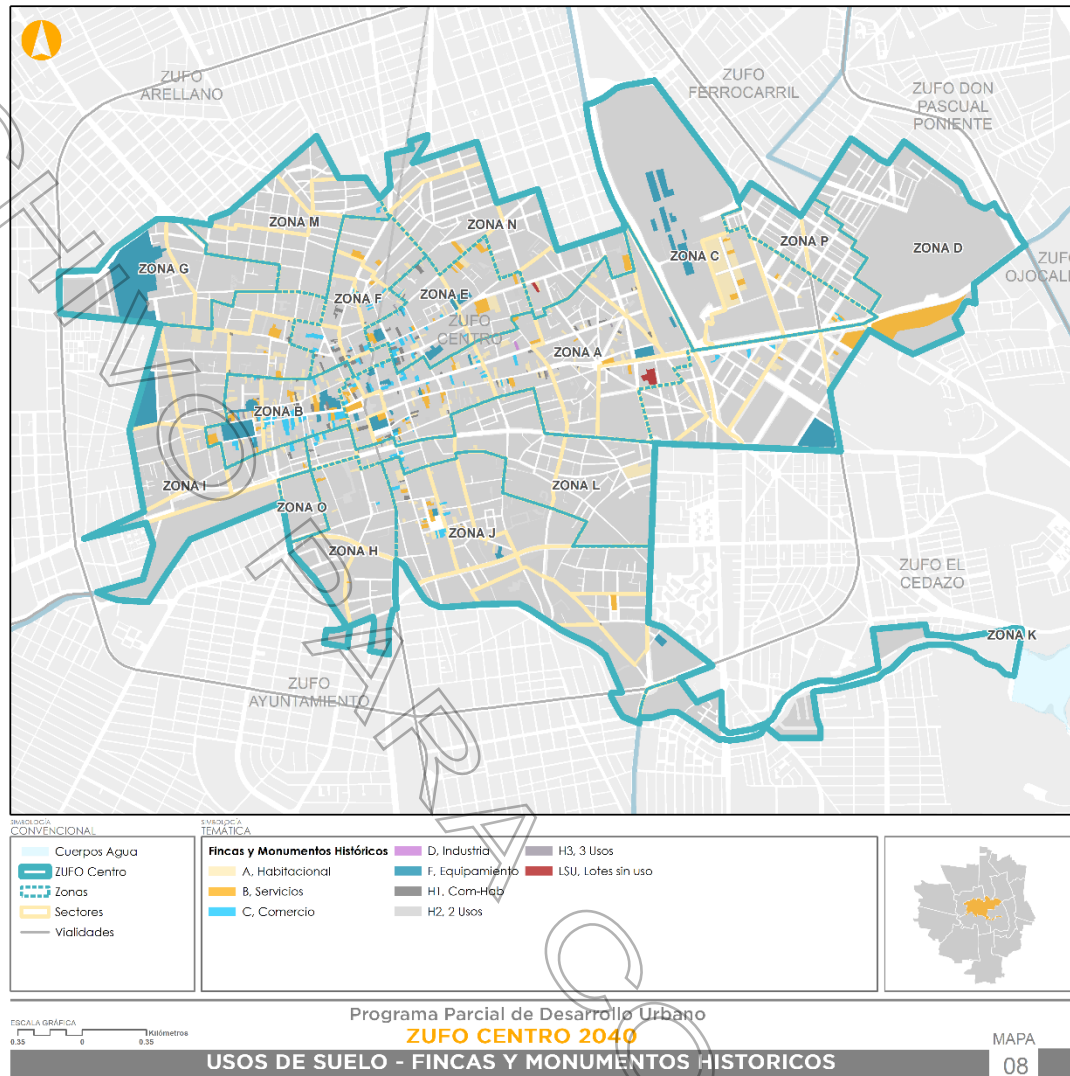 ZUFO
ARELLANO
ZUFO
FERROCARRIL
ZUFO DON
PASCUAL
PONIENTE
ZONA M
ZONA N
ZONA C
ZONA P
ZONA D
ZONA G
ZUFO
OJOCALI
ZONA F
ZONA E
ZUFO
CENTRO
ZONA A
ZONA B
ZONA I
ZONA O
ZONA L
ZONA J
ZONA H
ZUFO EL
CEDAZO
ZONA K
ZUFO
AYUNTAMIENTO
SIMBOLOGÍA
CONVENCIONAL
Cuerpos Agua
ZUFO Centro
Zonas
Sectores
Vialidades
SIMBOLOGÍA
TEMÁTICA
Fincas y Monumentos Históricos
A, Habitacional
B, Servicios
C, Comercio
D, Industria
F, Equipamiento
H1, Com-Hab
H2, 2 Usos
H3, 3 Usos
LSU, Lotes sin uso
ESCALA GRÁFICA
0.35 0 0.35 Kilómetros
Programa Parcial de Desarrollo Urbano
ZUFO CENTRO 2040
USOS DE SUELO - FINCAS Y MONUMENTOS HISTORICOS
MAPA
08